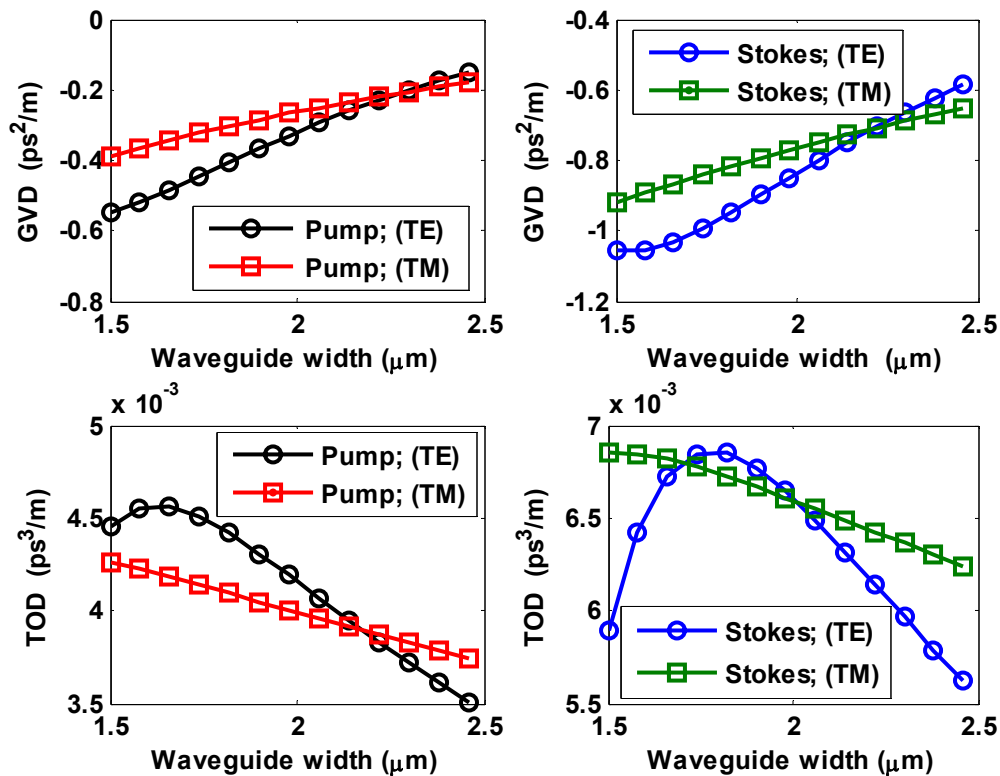 0
-0.2
-0.4
-0.6
-0.8
GVD (ps²/m)
Pump; (TE)
Pump; (TM)
1.5 2 2.5
Waveguide width (μm)
-0.4
-0.6
-0.8
-1
-1.2
GVD (ps²/m)
Stokes; (TE)
Stokes; (TM)
1.5 2 2.5
Waveguide width (μm)
x 10⁻³
5
4.5
4
3.5
TOD (ps³/m)
Pump; (TE)
Pump; (TM)
1.5 2 2.5
Waveguide width (μm)
x 10⁻³
7
6.5
6
5.5
TOD (ps³/m)
Stokes; (TE)
Stokes; (TM)
1.5 2 2.5
Waveguide width (μm)